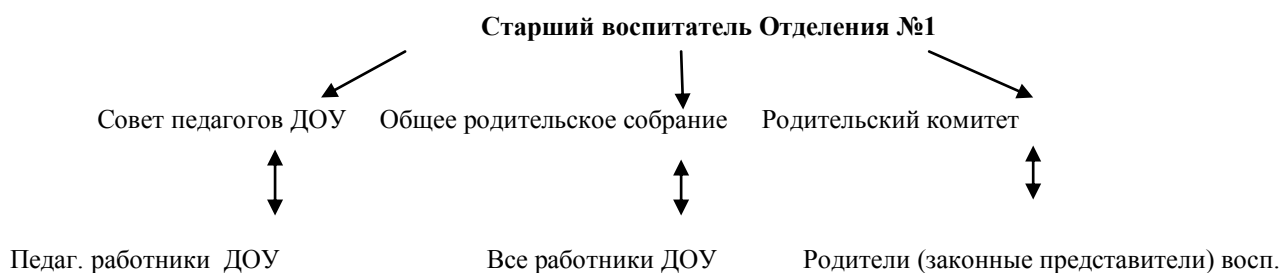 Старший воспитатель Отделения №1
Совет педагогов ДОУ Общее родительское собрание Родительский комитет
Педаг. работники ДОУ Все работники ДОУ Родители (законные представители) восп.